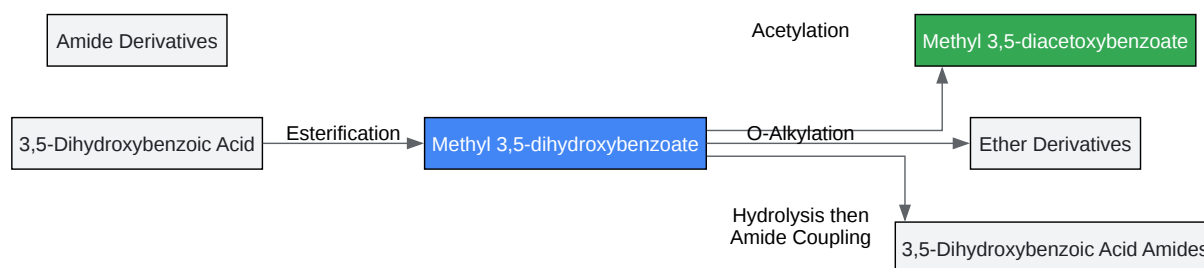 Amide Derivatives
Acetylation
Methyl 3,5-diacetoxybenzoate
3,5-Dihydroxybenzoic Acid
Esterification
Methyl 3,5-dihydroxybenzoate
O-Alkylation
Ether Derivatives
Hydrolysis then
Amide Coupling
3,5-Dihydroxybenzoic Acid Amides